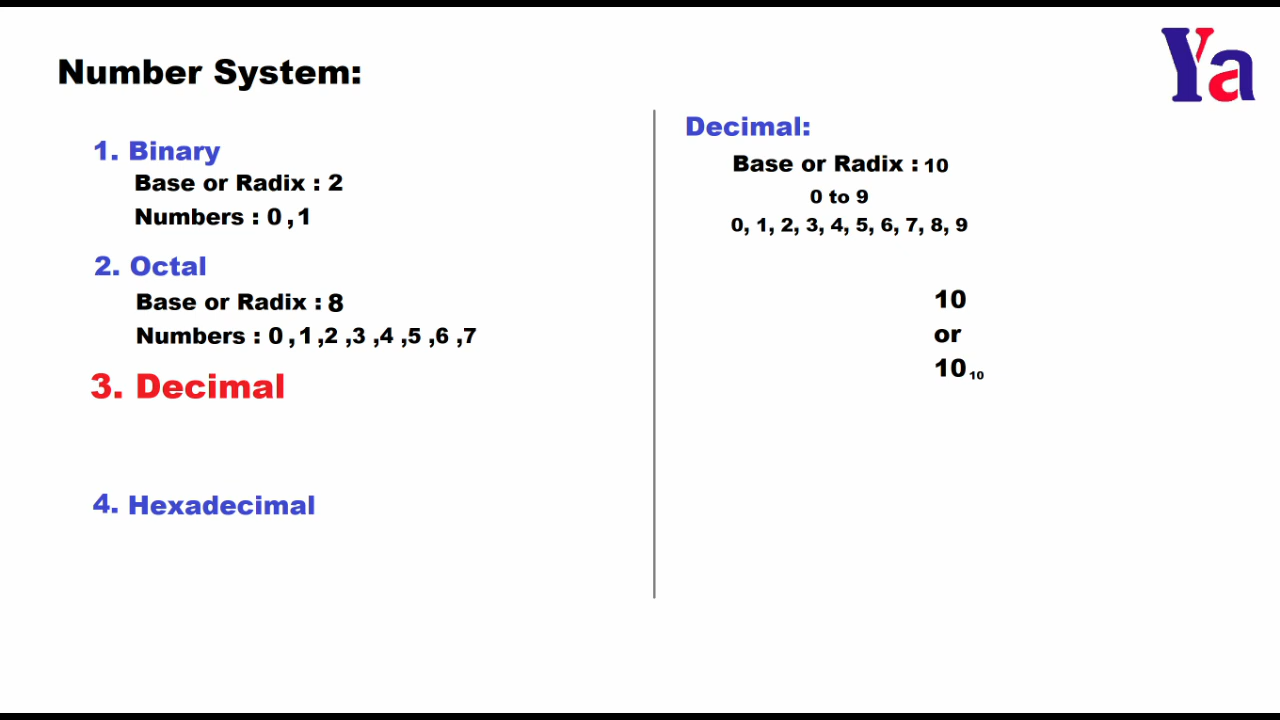 Ya
Number System:
1. Binary
Base or Radix : 2
Numbers : 0 , 1
2. Octal
Base or Radix : 8
Numbers : 0 , 1 ,2 ,3 ,4 ,5 ,6 ,7
3. Decimal
4. Hexadecimal
Decimal:
Base or Radix : 10
0 to 9
0, 1, 2, 3, 4, 5, 6, 7, 8, 9
10
or
10₁₀